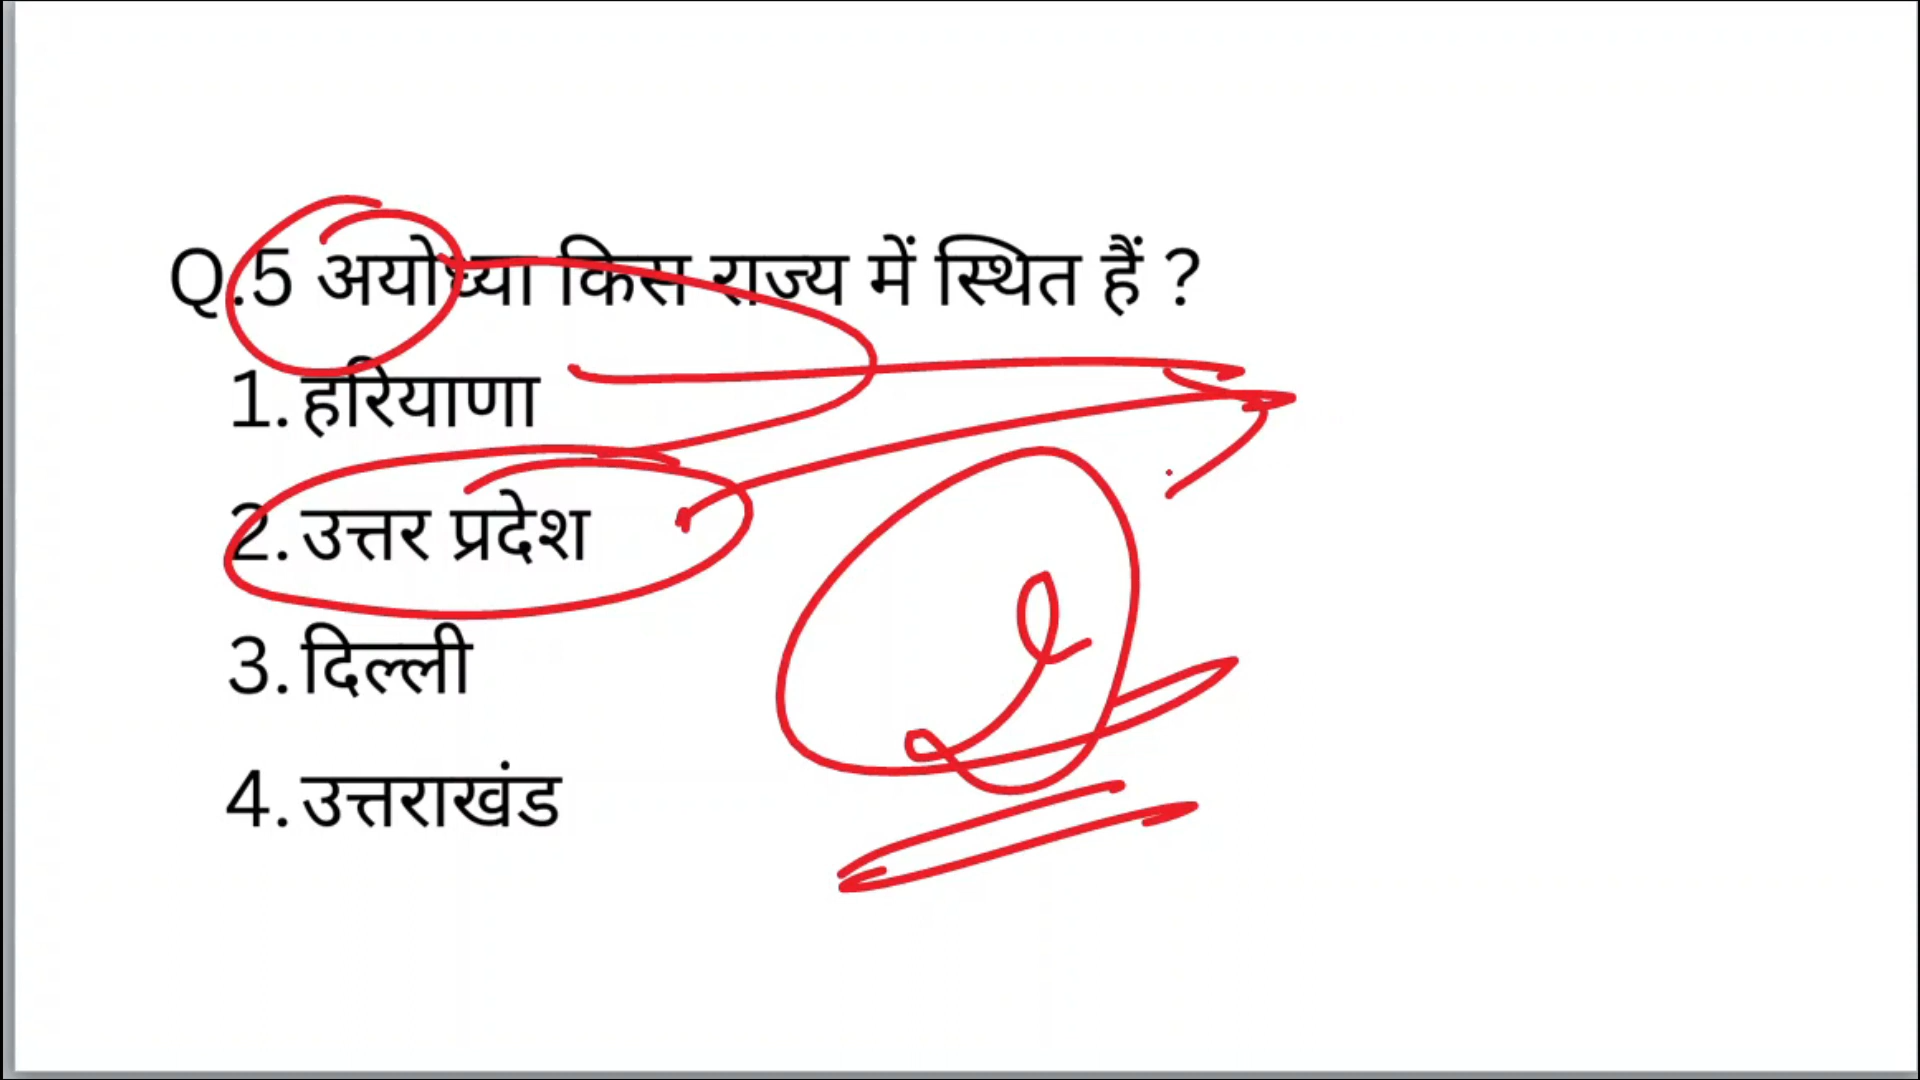 Q.5 अयोध्या किस राज्य में स्थित हैं ?
1. हरियाणा
2. उत्तर प्रदेश
3. दिल्ली
4. उत्तराखंड